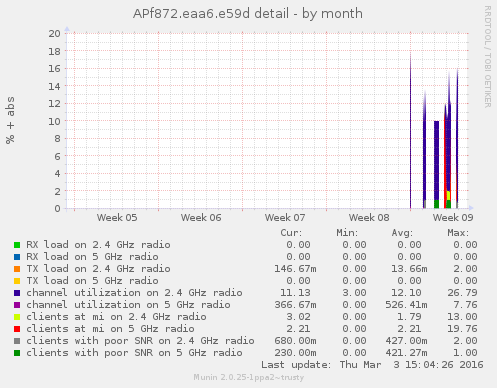 APf872.eaa6.e59d detail - by month
RRDTOOL / TOBI OETIKER
% + abs
20
18
16
14
12
10
8
6
4
2
0
Week 05 Week 06 Week 07 Week 08 Week 09
Cur: Min: Avg: Max:
RX load on 2.4 GHz radio 0.00 0.00 0.00 0.00
RX load on 5 GHz radio 0.00 0.00 0.00 0.00
TX load on 2.4 GHz radio 146.67m 0.00 13.66m 2.00
TX load on 5 GHz radio 0.00 0.00 0.00 0.00
channel utilization on 2.4 GHz radio 11.13 3.00 12.10 26.79
channel utilization on 5 GHz radio 366.67m 0.00 526.41m 7.76
clients at mi on 2.4 GHz radio 3.02 0.00 1.79 13.00
clients at mi on 5 GHz radio 2.21 0.00 2.21 19.76
clients with poor SNR on 2.4 GHz radio 680.00m 0.00 427.00m 2.00
clients with poor SNR on 5 GHz radio 230.00m 0.00 421.27m 1.00
Last update: Thu Mar 3 15:04:26 2016
Munin 2.0.25-1ppa2~trusty